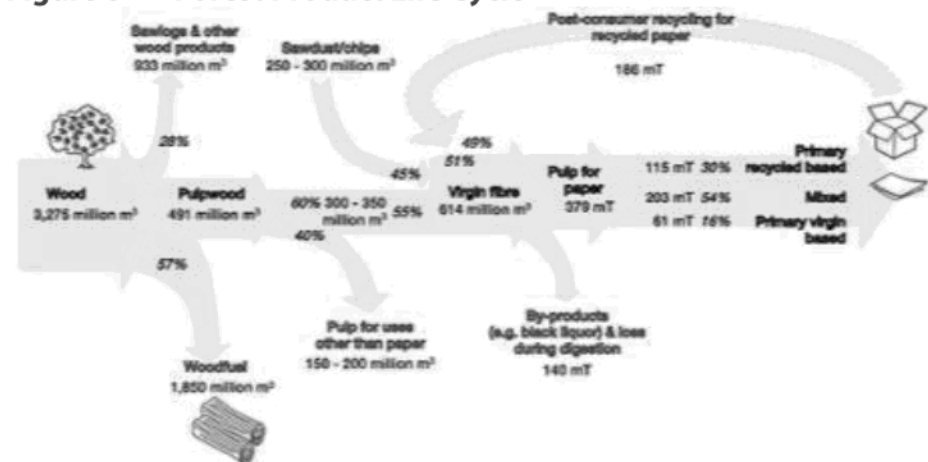 Sawlogs & other
wood products
933 million m³
Sawdust/chips
250 - 300 million m³
Post-consumer recycling for
recycled paper
186 mT
28%
49%
51%
45%
Wood
3,275 million m³
Pulpwood
491 million m³
60% 300 - 350
million m³
55%
40%
Virgin fibre
614 million m³
Pulp for
paper
379 mT
115 mT 30%
Primary
recycled based
203 mT 54%
Mixed
61 mT 16%
Primary virgin
based
57%
Woodfuel
1,850 million m³
Pulp for uses
other than paper
150 - 200 million m³
By-products
(e.g. black liquor) & loss
during digestion
140 mT